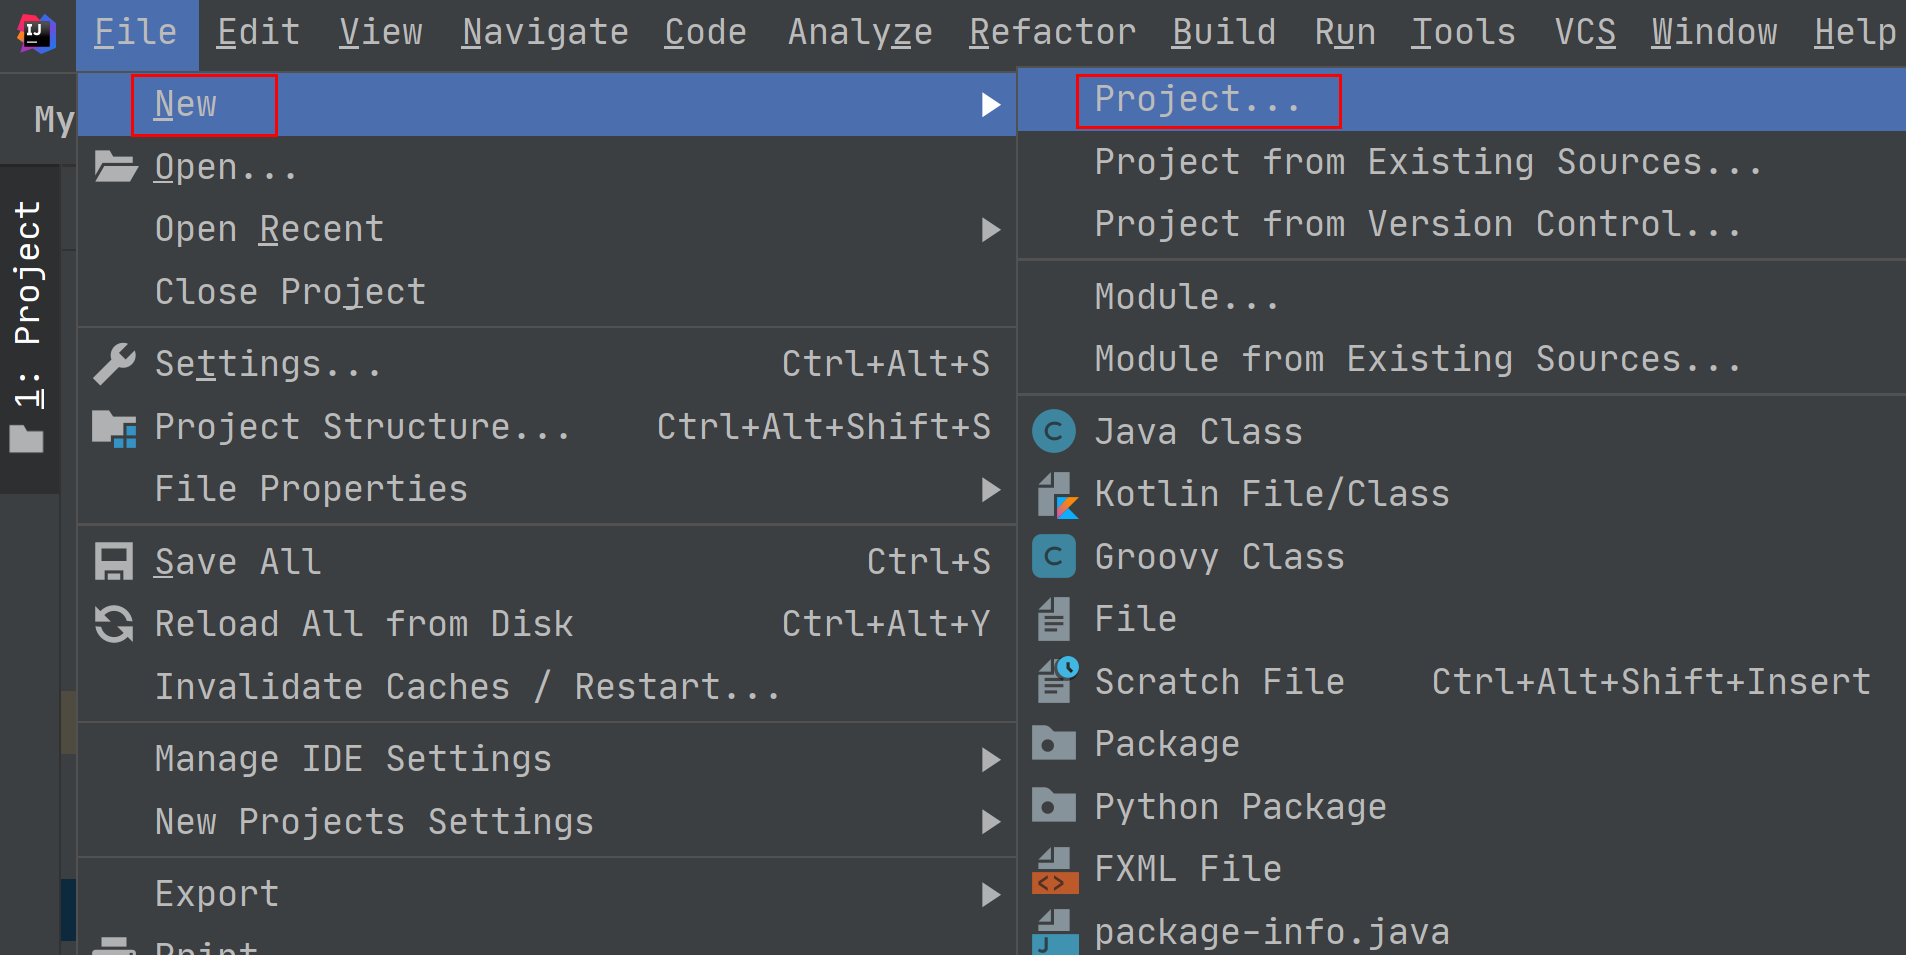 IJ
File Edit View Navigate Code Analyze Refactor Build Run Tools VCS Window Help
My
1: Project
New
Open...
Open Recent
Close Project
Settings... Ctrl+Alt+S
Project Structure... Ctrl+Alt+Shift+S
File Properties
Save All Ctrl+S
Reload All from Disk Ctrl+Alt+Y
Invalidate Caches / Restart...
Manage IDE Settings
New Projects Settings
Export
Print
Project...
Project from Existing Sources...
Project from Version Control...
Module...
Module from Existing Sources...
C Java Class
Kotlin File/Class
C Groovy Class
File
Scratch File Ctrl+Alt+Shift+Insert
Package
Python Package
<> FXML File
J package-info.java